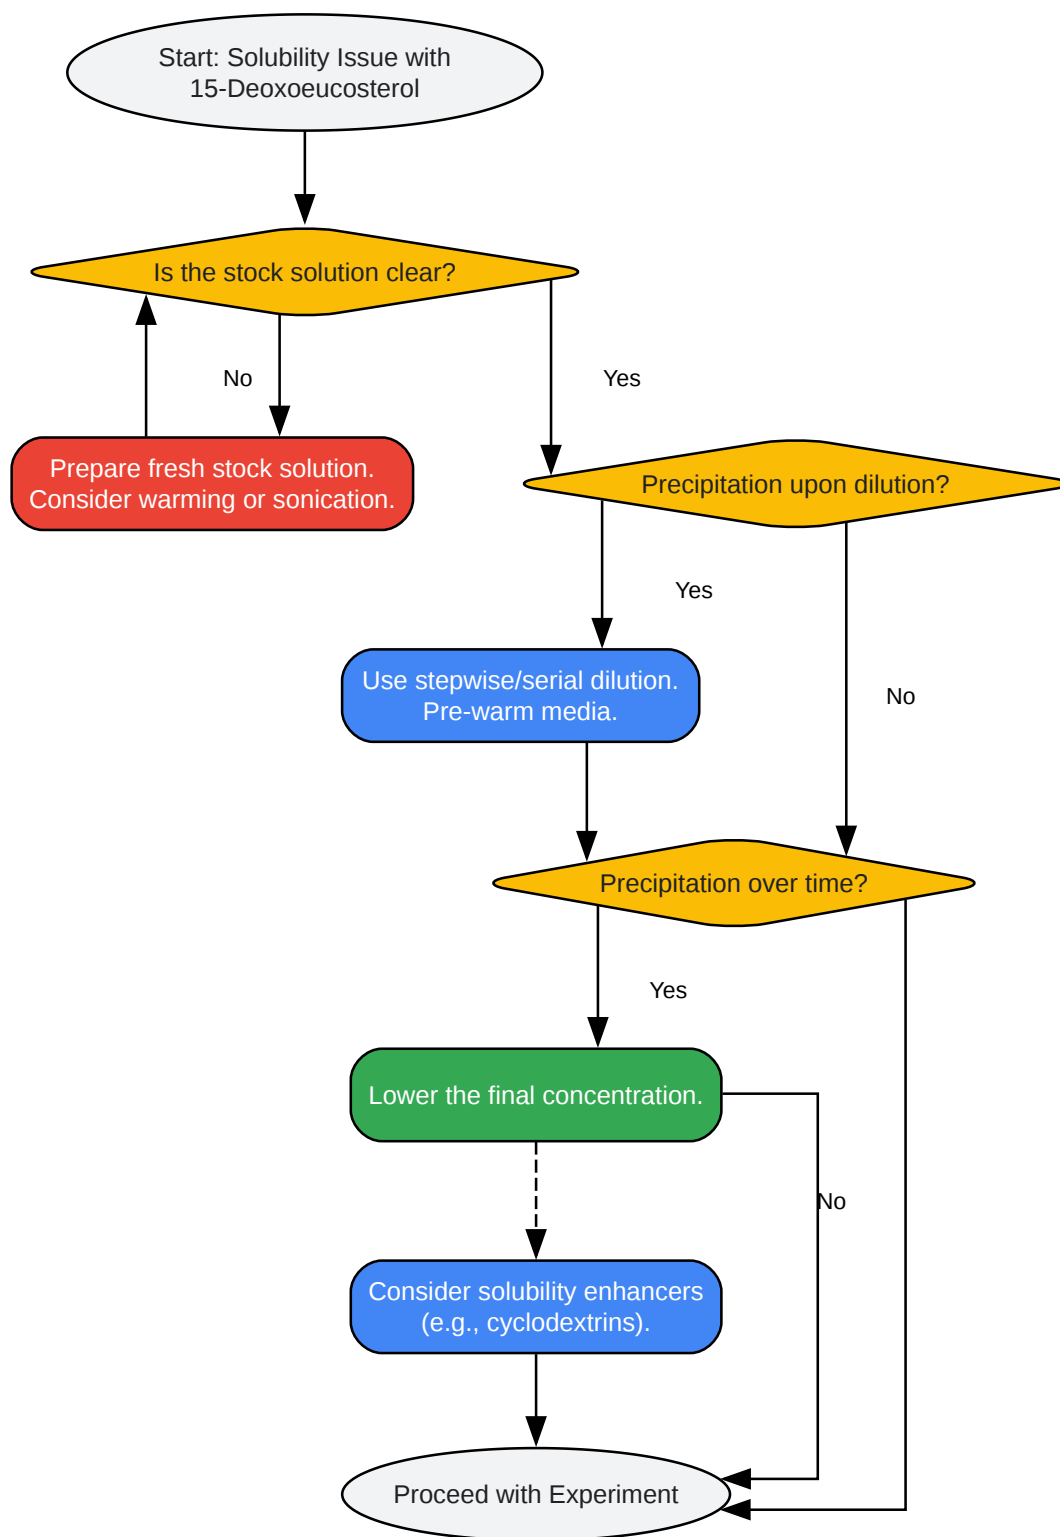 Start: Solubility Issue with
15-Deoxoeucosterol
Is the stock solution clear?
No
Yes
Prepare fresh stock solution.
Consider warming or sonication.
Precipitation upon dilution?
Yes
Use stepwise/serial dilution.
Pre-warm media.
No
Precipitation over time?
Yes
Lower the final concentration.
No
Consider solubility enhancers
(e.g., cyclodextrins).
Proceed with Experiment